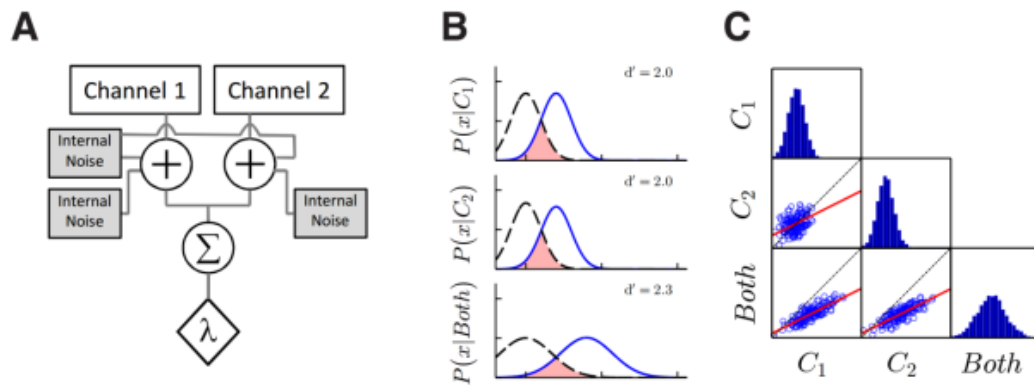 A
Channel 1
Channel 2
Internal
Noise
+
+
Internal
Noise
Internal
Noise
Σ
λ
B
P(x|C₁)
d′ = 2.0
P(x|C₂)
d′ = 2.0
P(x|Both)
d′ = 2.3
C
C₁
C₂
Both
C₁
C₂
Both